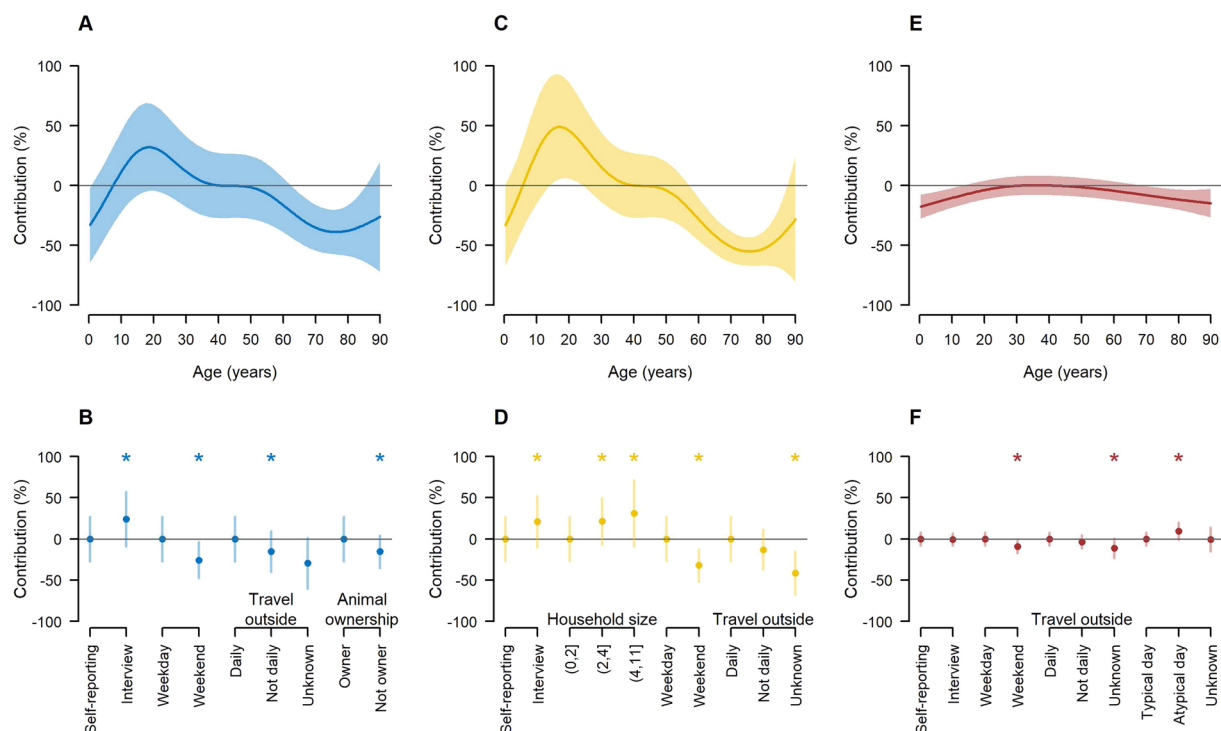 A
C
E
Contribution (%)
100
50
0
-50
-100
0 10 20 30 40 50 60 70 80 90
Age (years)
Contribution (%)
100
50
0
-50
-100
0 10 20 30 40 50 60 70 80 90
Age (years)
Contribution (%)
100
50
0
-50
-100
0 10 20 30 40 50 60 70 80 90
Age (years)
B
D
F
Contribution (%)
100
50
0
-50
-100
* * * *
Travel
outside
Animal
ownership
Self-reporting
Interview
Weekday
Weekend
Daily
Not daily
Unknown
Owner
Not owner
Contribution (%)
100
50
0
-50
-100
* * * * *
Household size
Travel outside
Self-reporting
Interview
(0,2]
(2,4]
(4,11]
Weekday
Weekend
Daily
Not daily
Unknown
Contribution (%)
100
50
0
-50
-100
* * *
Travel outside
Self-reporting
Interview
Weekday
Weekend
Daily
Not daily
Unknown
Typical day
Atypical day
Unknown